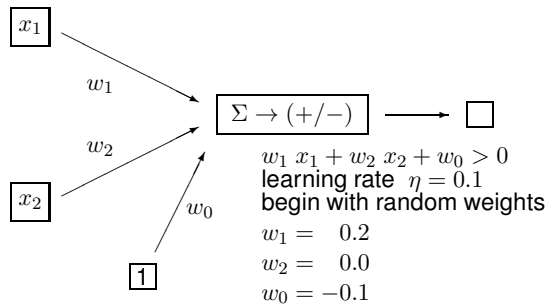 x₁
w₁
Σ → (+/−)
w₂
w₁ x₁ + w₂ x₂ + w₀ > 0
learning rate η = 0.1
x₂
begin with random weights
w₀
w₁ = 0.2
w₂ = 0.0
1
w₀ = −0.1